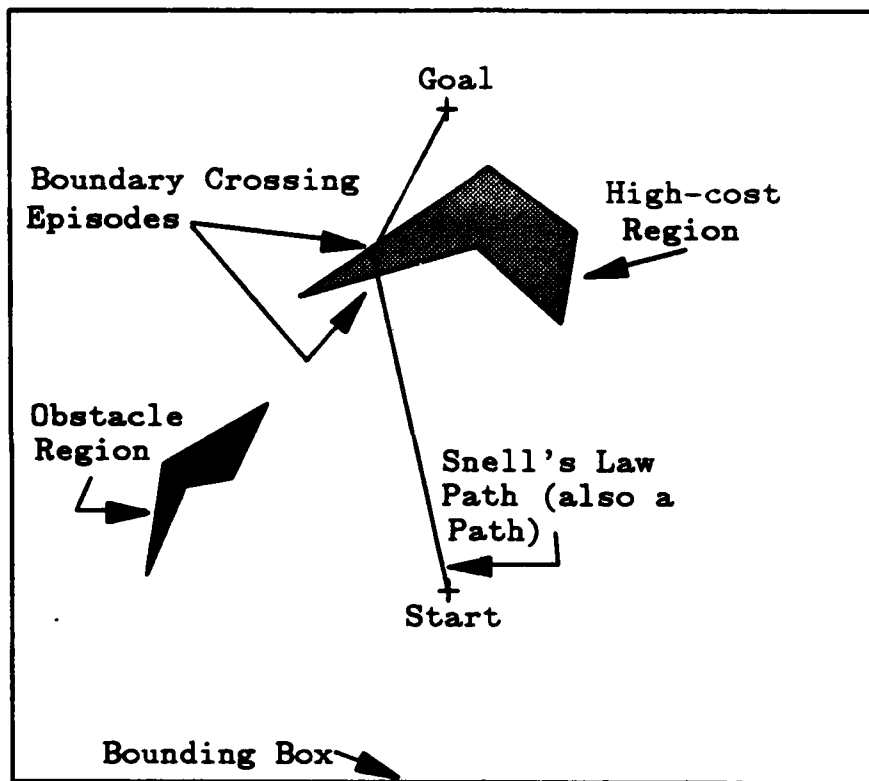 Goal
Boundary Crossing
Episodes
High-cost
Region
Obstacle
Region
Snell's Law
Path (also a
Path)
Start
Bounding Box